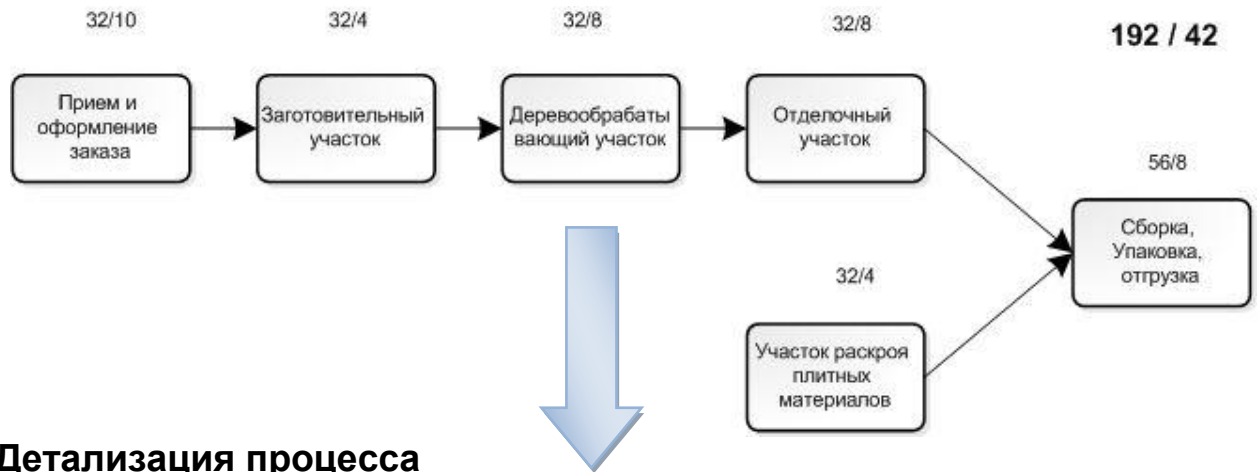 32/10
32/4
32/8
32/8
192 / 42
Прием и
оформление
заказа
Заготовительный
участок
Деревообрабаты
вающий участок
Отделочный
участок
56/8
Сборка,
Упаковка,
отгрузка
32/4
Участок раскроя
плитных
материалов
Детализация процесса